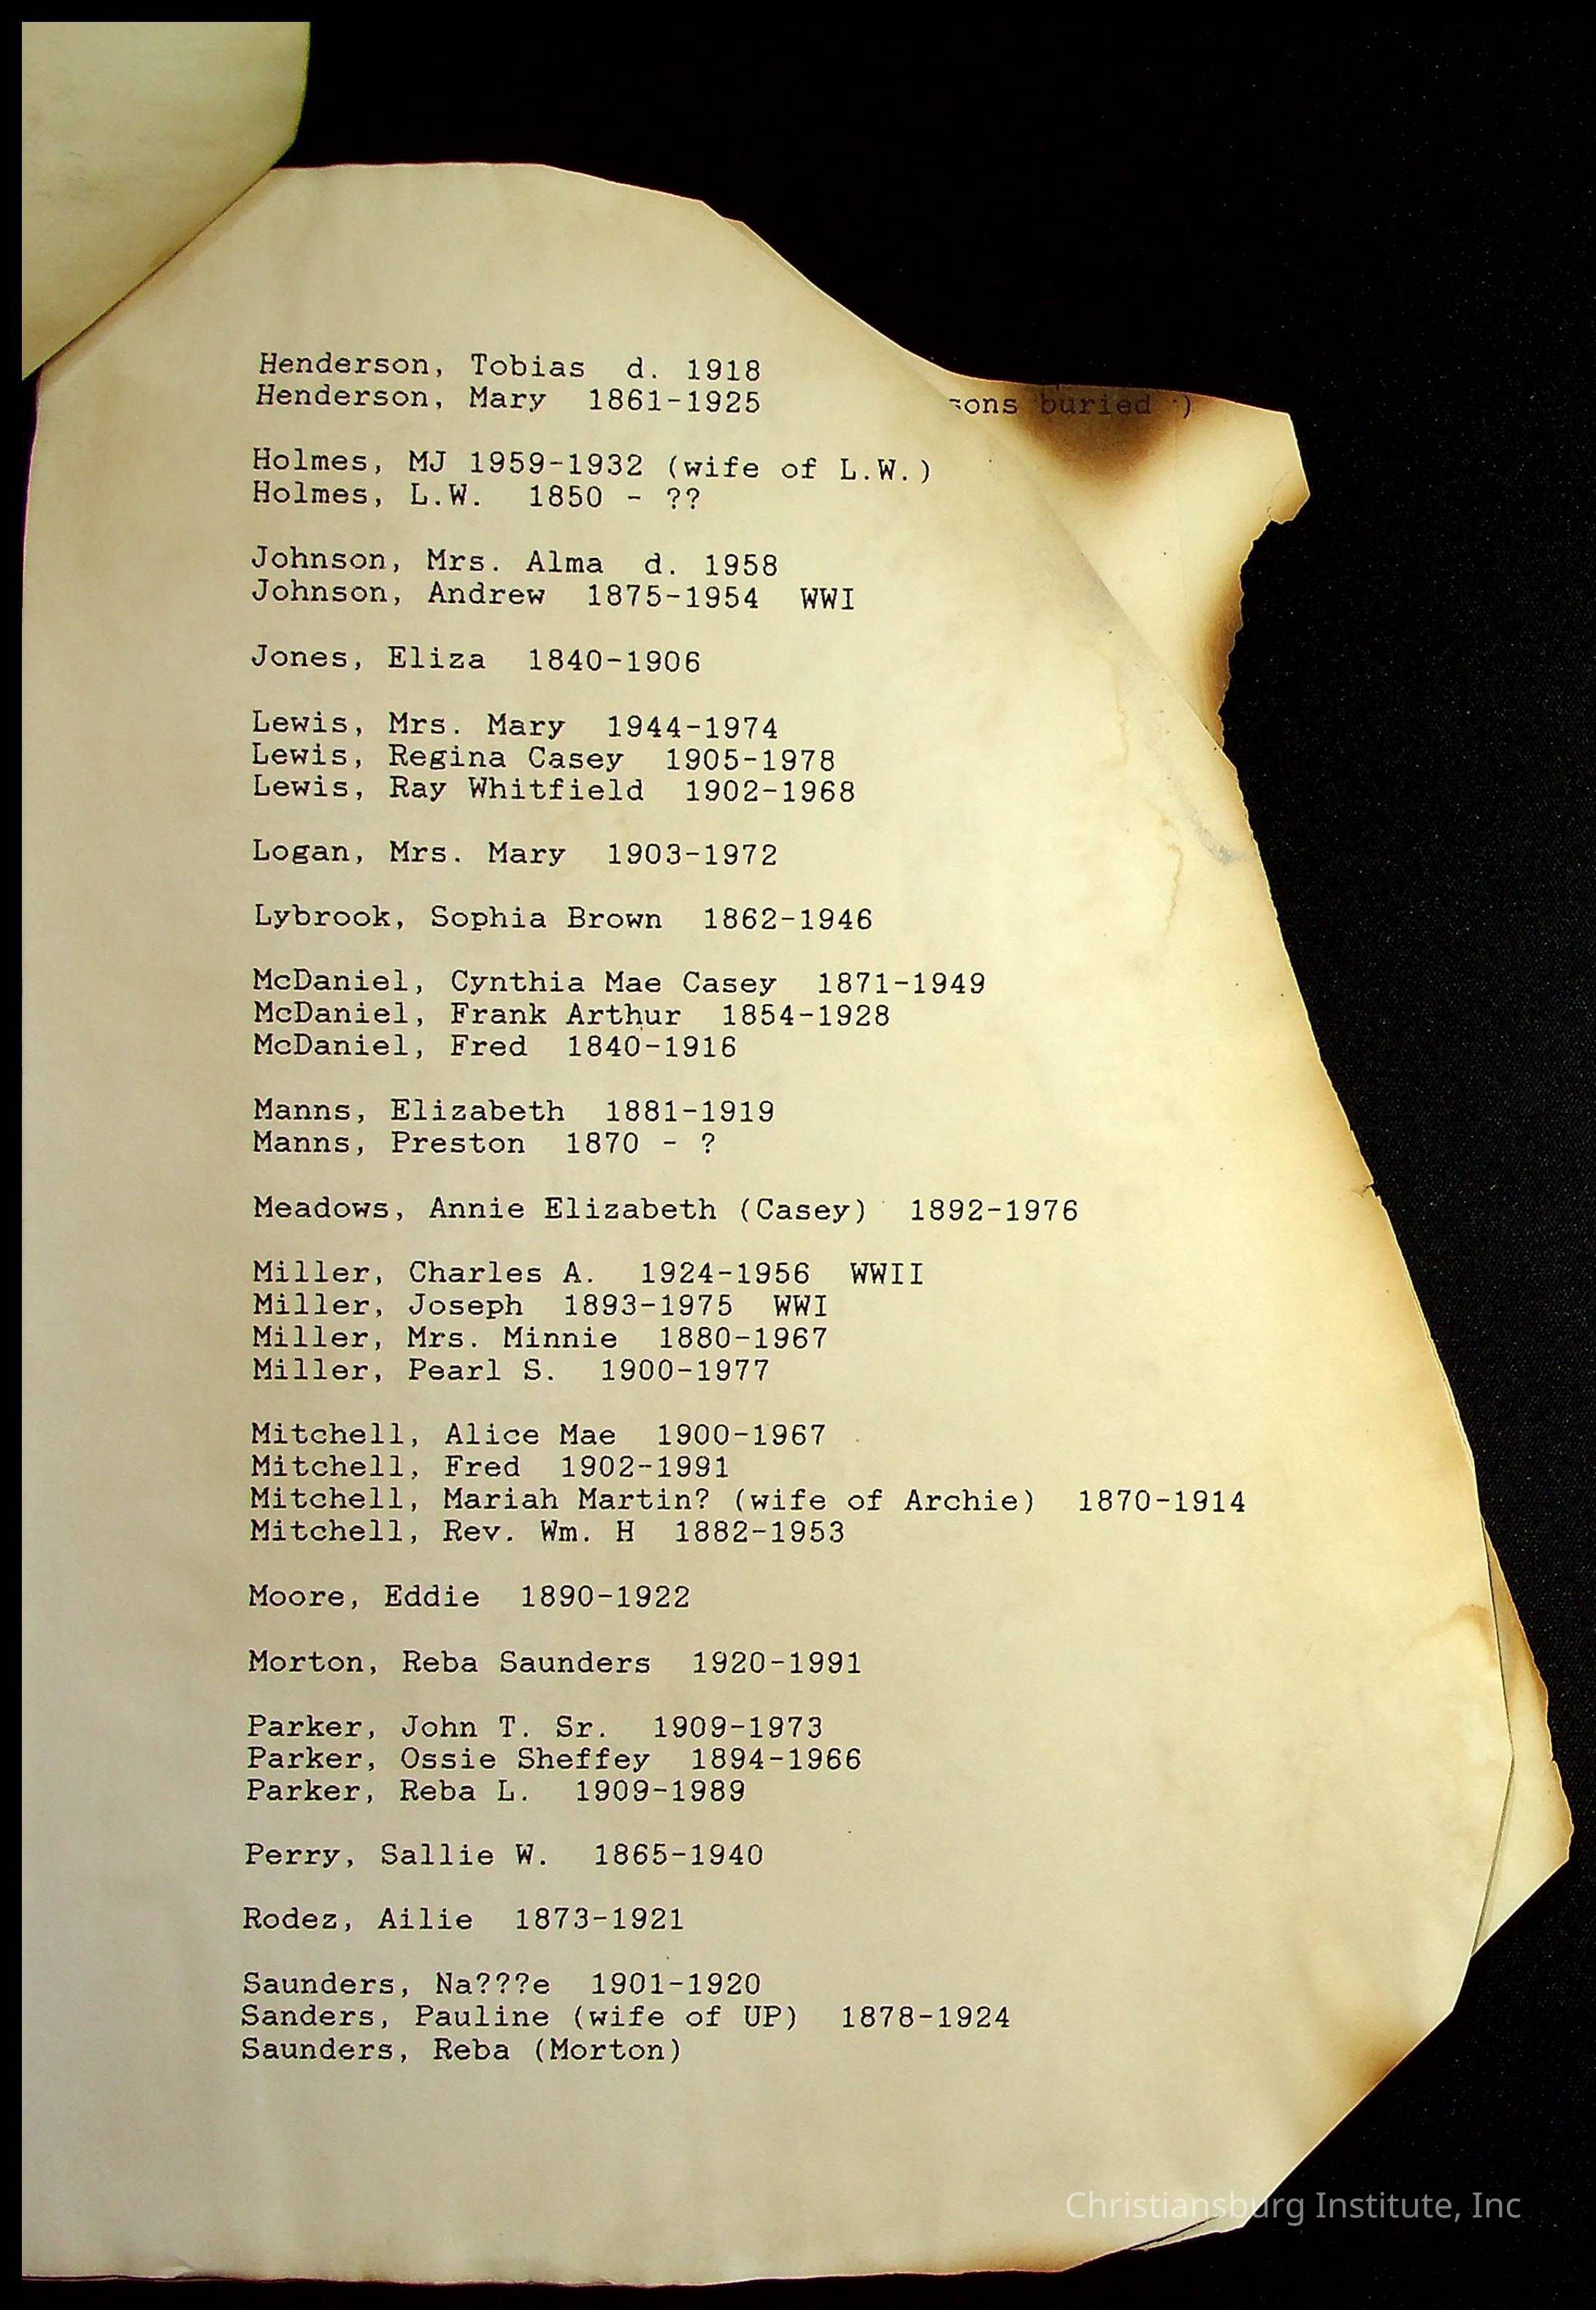 Henderson, Tobias  d. 1918
Henderson, Mary  1861-1925
sons buried )
Holmes, MJ 1959-1932 (wife of L.W.)
Holmes, L.W.  1850 - ??
Johnson, Mrs. Alma  d. 1958
Johnson, Andrew  1875-1954  WWI
Jones, Eliza  1840-1906
Lewis, Mrs. Mary  1944-1974
Lewis, Regina Casey  1905-1978
Lewis, Ray Whitfield  1902-1968
Logan, Mrs. Mary  1903-1972
Lybrook, Sophia Brown  1862-1946
McDaniel, Cynthia Mae Casey  1871-1949
McDaniel, Frank Arthur  1854-1928
McDaniel, Fred  1840-1916
Manns, Elizabeth  1881-1919
Manns, Preston  1870 - ?
Meadows, Annie Elizabeth (Casey)  1892-1976
Miller, Charles A.  1924-1956  WWII
Miller, Joseph  1893-1975  WWI
Miller, Mrs. Minnie  1880-1967
Miller, Pearl S.  1900-1977
Mitchell, Alice Mae  1900-1967
Mitchell, Fred  1902-1991
Mitchell, Mariah Martin? (wife of Archie)  1870-1914
Mitchell, Rev. Wm. H  1882-1953
Moore, Eddie  1890-1922
Morton, Reba Saunders  1920-1991
Parker, John T. Sr.  1909-1973
Parker, Ossie Sheffey  1894-1966
Parker, Reba L.  1909-1989
Perry, Sallie W.  1865-1940
Rodez, Ailie  1873-1921
Saunders, Na???e  1901-1920
Sanders, Pauline (wife of UP)  1878-1924
Saunders, Reba (Morton)
Christiansburg Institute, Inc